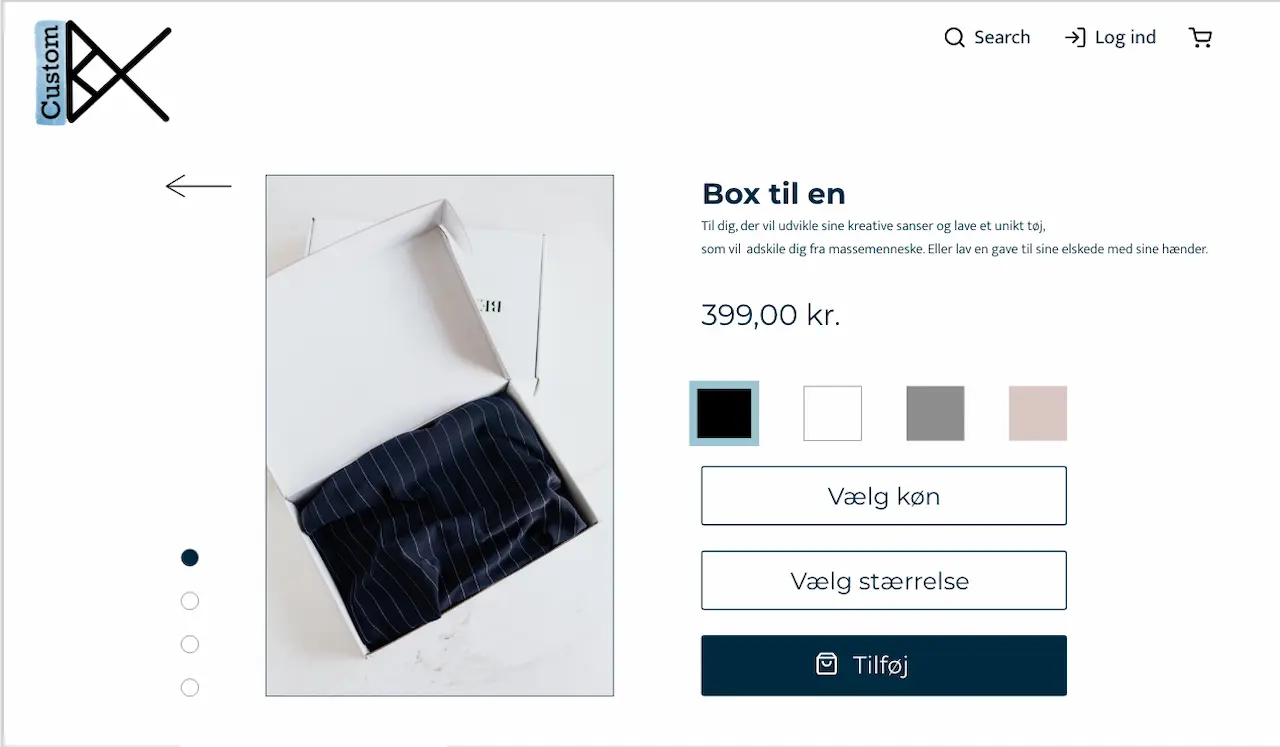 Custom
Search
Log ind
Box til en
Til dig, der vil udvikle sine kreative sanser og lave et unikt tøj,
som vil adskile dig fra massemenneske. Eller lav en gave til sine elskede med sine hænder.
399,00 kr.
Vælg køn
Vælg stærrelse
Tilføj